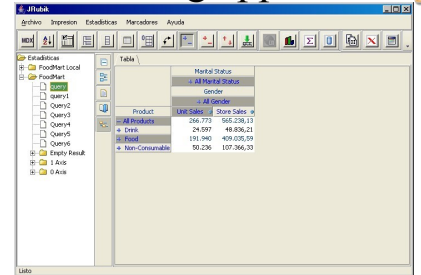 JRubik
Archivo Impresion Estadisticas Marcadores Ayuda
MDX
Estadisticas
FoodMart Local
FoodMart
query
query1
Query2
Query3
Query4
Query5
Query6
Empty Result
1 Axis
0 Axis
Tabla
Marital Status
+ All Marital Status
Gender
+ All Gender
Product Unit Sales Store Sales
- All Products 266.773 565.238,13
+ Drink 24.597 48.836,21
+ Food 191.940 409.035,59
+ Non-Consumable 50.236 107.366,33
Listo